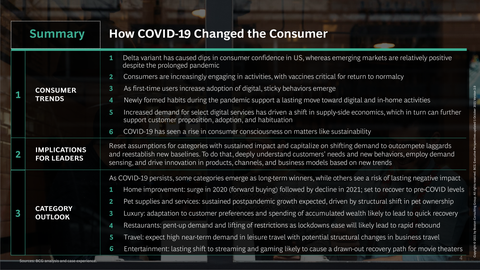 Summary
How COVID-19 Changed the Consumer
1
CONSUMER
TRENDS
1 Delta variant has caused dips in consumer confidence in US, whereas emerging markets are relatively positive
despite the prolonged pandemic
2 Consumers are increasingly engaging in activities, with vaccines critical for return to normalcy
3 As first-time users increase adoption of digital, sticky behaviors emerge
4 Newly formed habits during the pandemic support a lasting move toward digital and in-home activities
5 Increased demand for select digital services has driven a shift in supply-side economics, which in turn can further
support customer proposition, adoption, and habituation
6 COVID-19 has seen a rise in consumer consciousness on matters like sustainability
2
IMPLICATIONS
FOR LEADERS
Reset assumptions for categories with sustained impact and capitalize on shifting demand to outcompete laggards
and reestablish new baselines. To do that, deeply understand customers' needs and new behaviors, employ demand
sensing, and drive innovation in products, channels, and business models based on new trends
3
CATEGORY
OUTLOOK
As COVID-19 persists, some categories emerge as long-term winners, while others see a risk of lasting negative impact
1 Home improvement: surge in 2020 (forward buying) followed by decline in 2021; set to recover to pre-COVID levels
2 Pet supplies and services: sustained postpandemic growth expected, driven by structural shift in pet ownership
3 Luxury: adaptation to customer preferences and spending of accumulated wealth likely to lead to quick recovery
4 Restaurants: pent-up demand and lifting of restrictions as lockdowns ease will likely lead to rapid rebound
5 Travel: expect high near-term demand in leisure travel with potential structural changes in business travel
6 Entertainment: lasting shift to streaming and gaming likely to cause a drawn-out recovery path for movie theaters
Source: BCG analysis and case experience